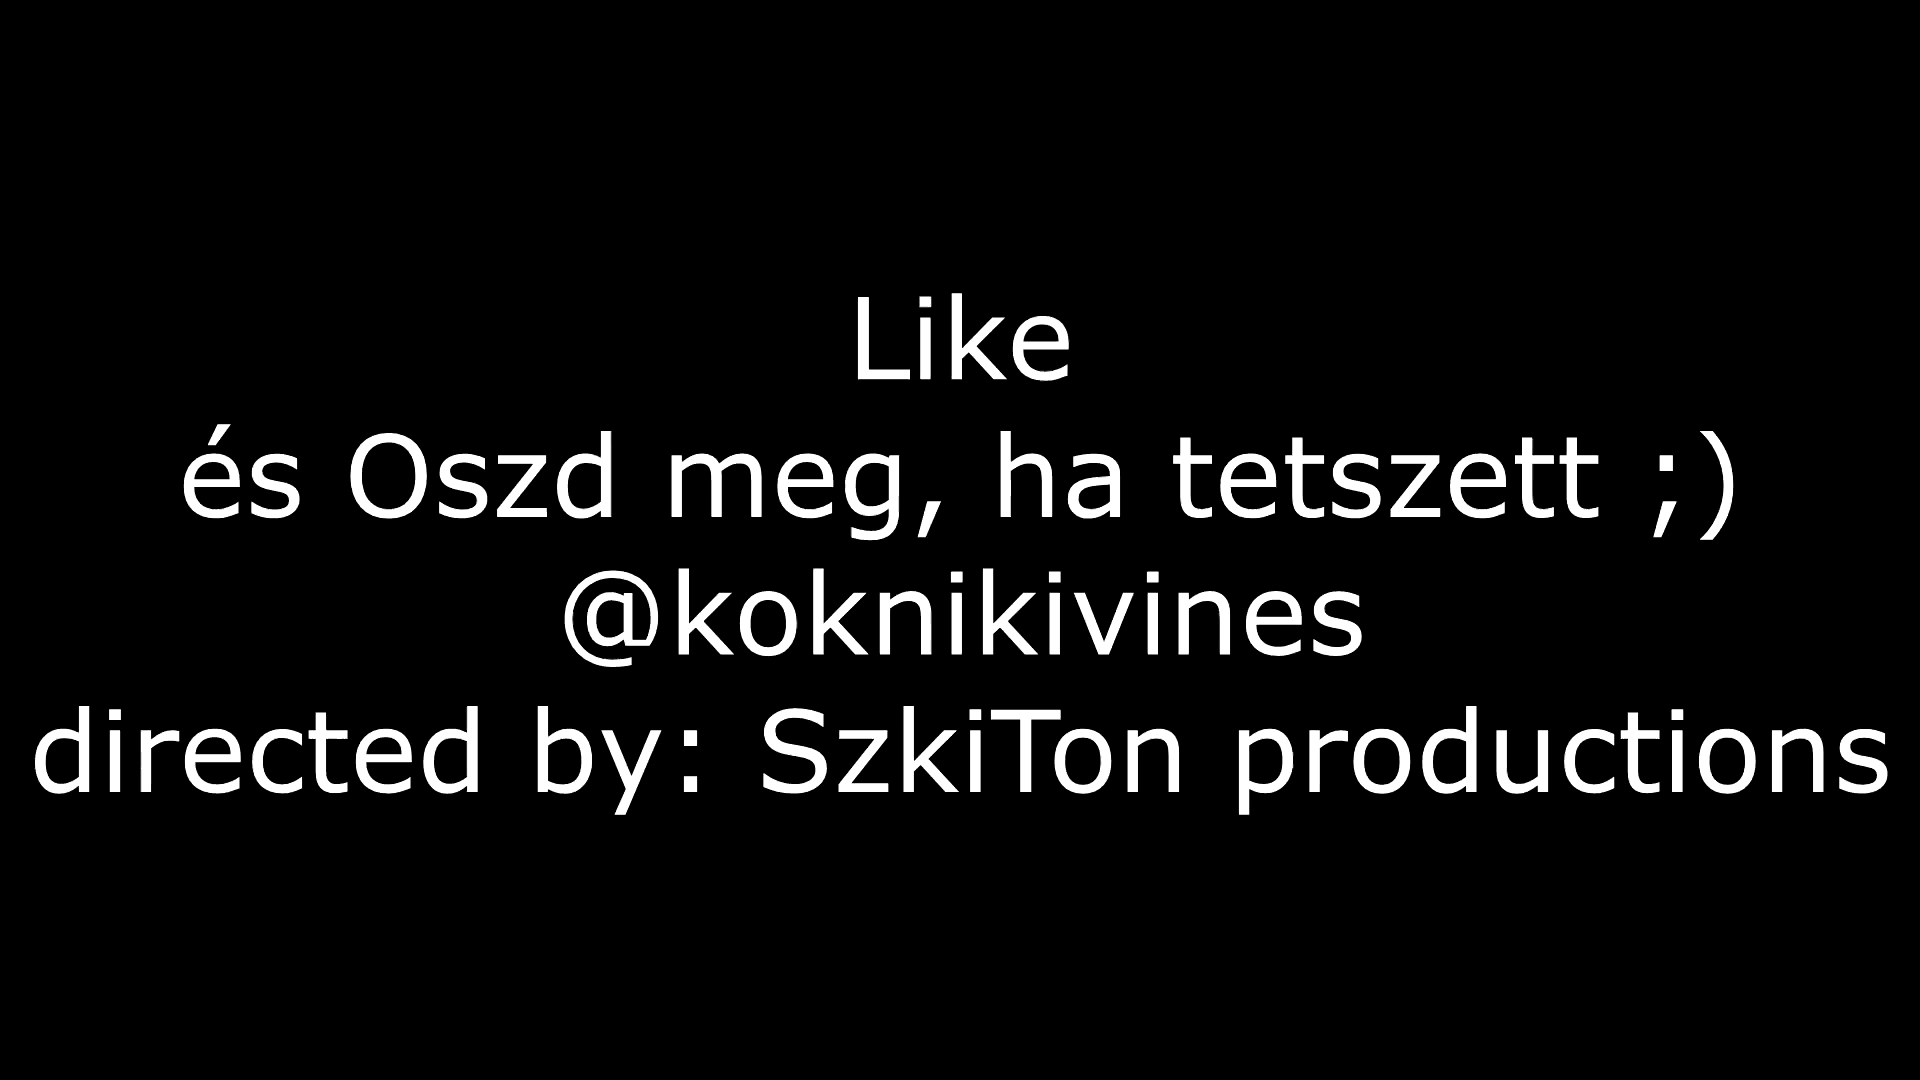 Like
és Oszd meg, ha tetszett ;)
@koknikivines
directed by: SzkiTon productions